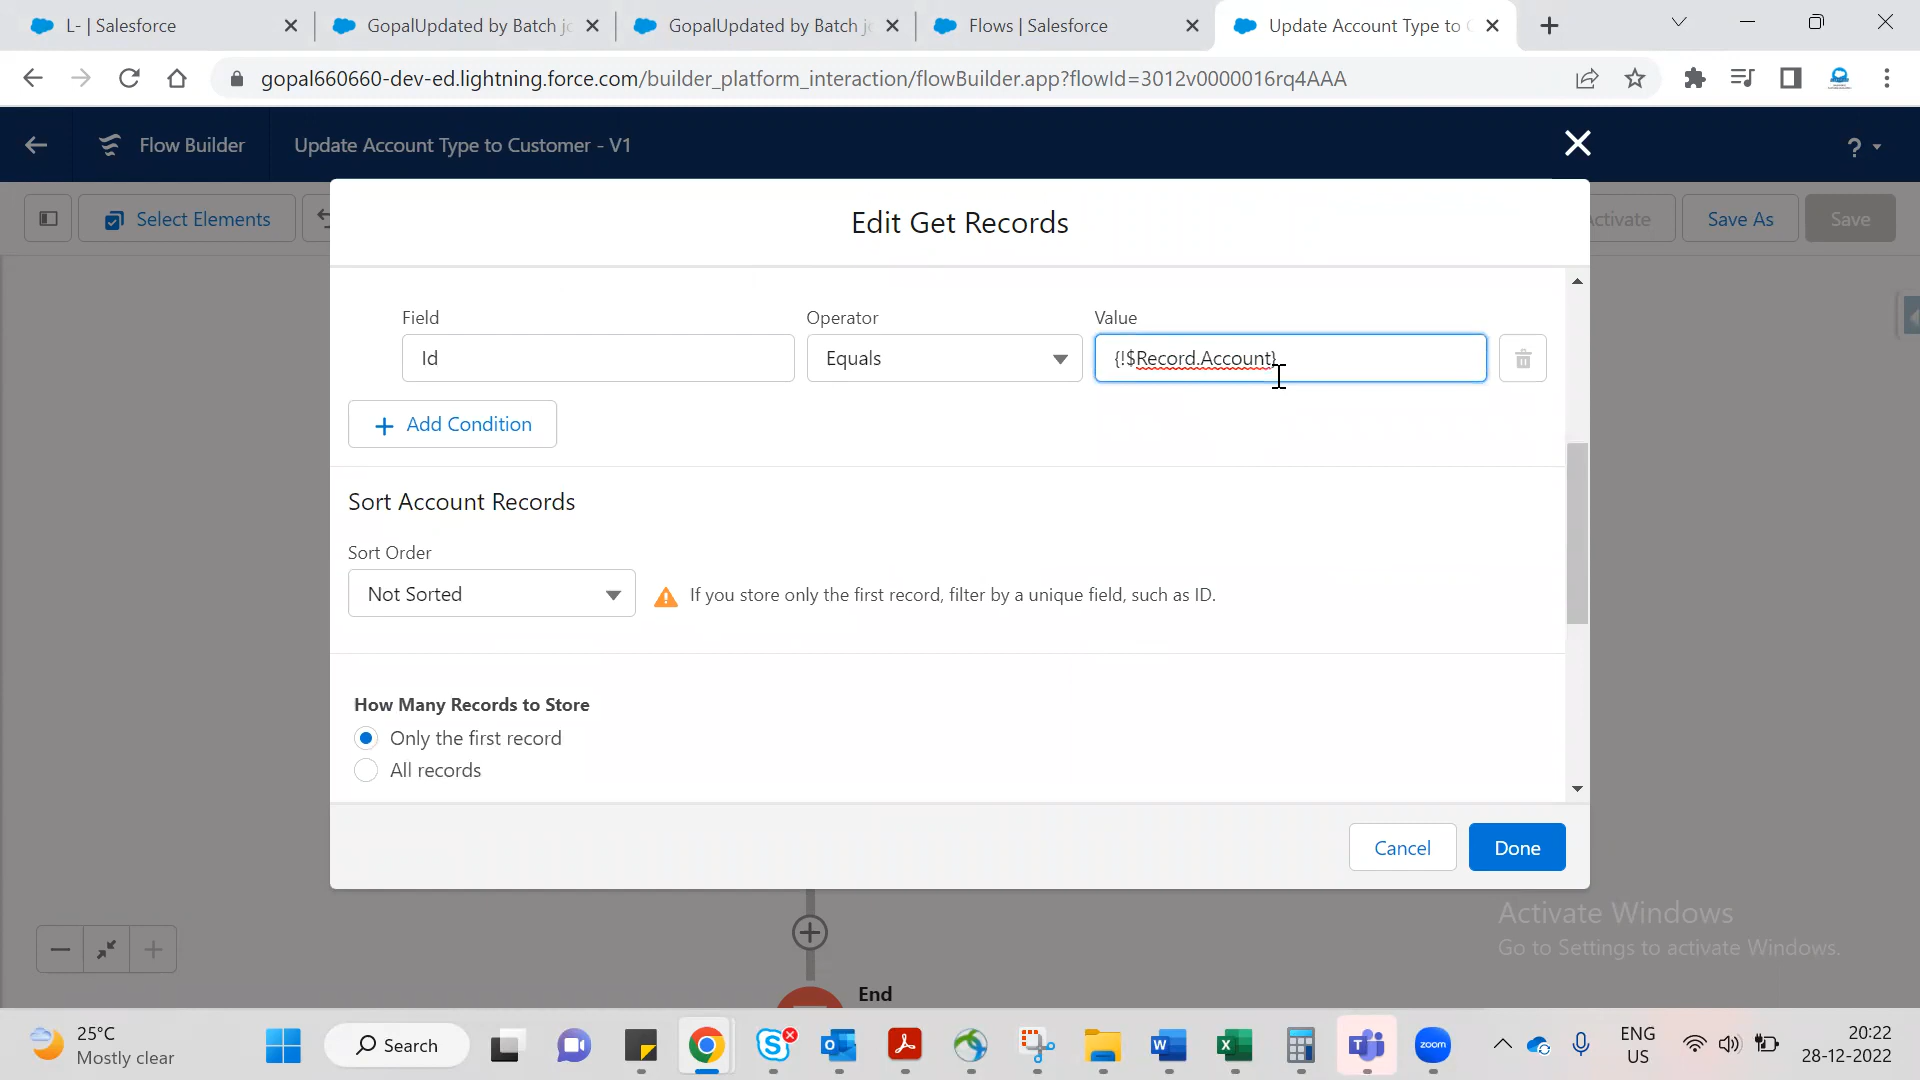 L- | Salesforce
GopalUpdated by Batch jo
GopalUpdated by Batch jo
Flows | Salesforce
Update Account Type to C
gopal660660-dev-ed.lightning.force.com/builder_platform_interaction/flowBuilder.app?flowId=3012v0000016rq4AAA
Flow Builder
Update Account Type to Customer - V1
?
Select Elements
Edit Get Records
Activate
Save As
Save
Field
Operator
Value
Id
Equals
{!$Record.Account}
+ Add Condition
Sort Account Records
Sort Order
Not Sorted
If you store only the first record, filter by a unique field, such as ID.
How Many Records to Store
Only the first record
All records
Cancel
Done
Activate Windows
Go to Settings to activate Windows.
End
25°C
Mostly clear
Search
zoom
ENG
US
20:22
28-12-2022